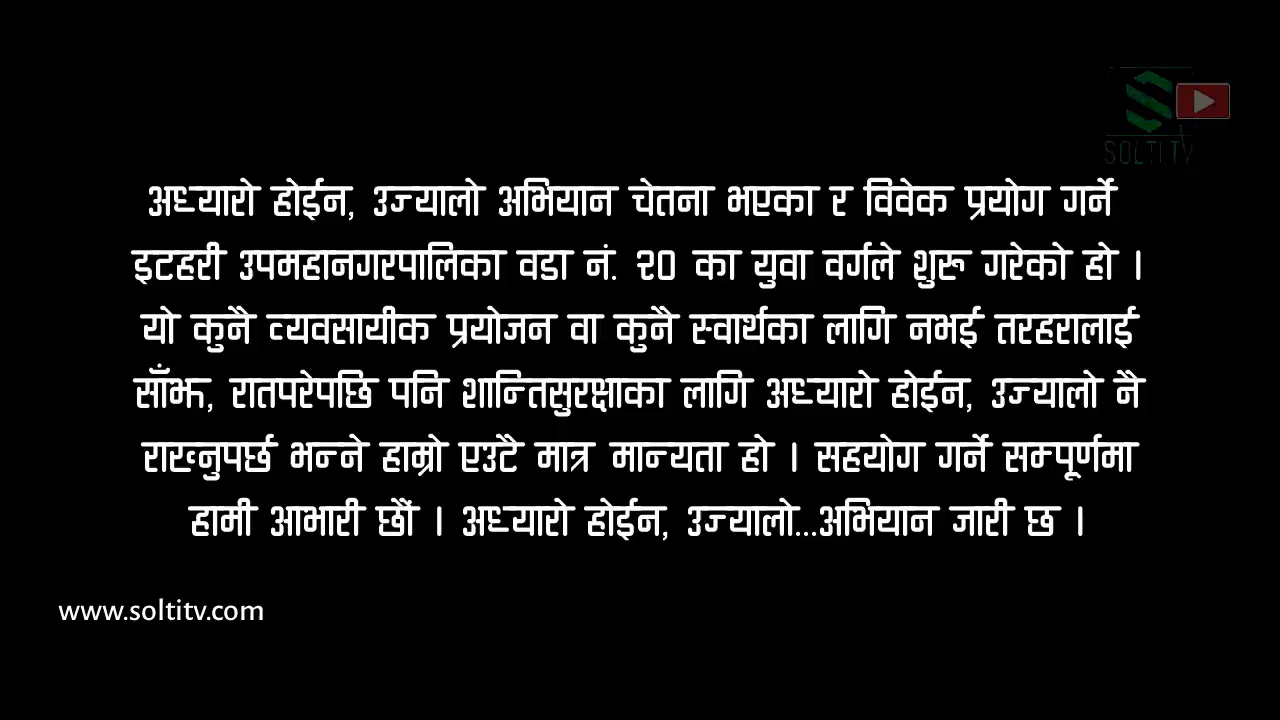 SOLTI TV
अध्यारो होईन, उज्यालो अभियान चेतना भएका र विवेक प्रयोग गर्ने
इटहरी उपमहानगरपालिका वडा नं. २० का युवा वर्गले शुरू गरेको हो ।
यो कुनै व्यवसायीक प्रयोजन वा कुनै स्वार्थका लागि नभई तरहरालाई
साँझ, रातपरेपछि पनि शान्तिसुरक्षाका लागि अध्यारो होईन, उज्यालो नै
राख्नुपर्छ भन्ने हाम्रो एउटै मात्र मान्यता हो । सहयोग गर्ने सम्पूर्णमा
हामी आभारी छौं । अध्यारो होईन, उज्यालो...अभियान जारी छ ।
www.soltitv.com